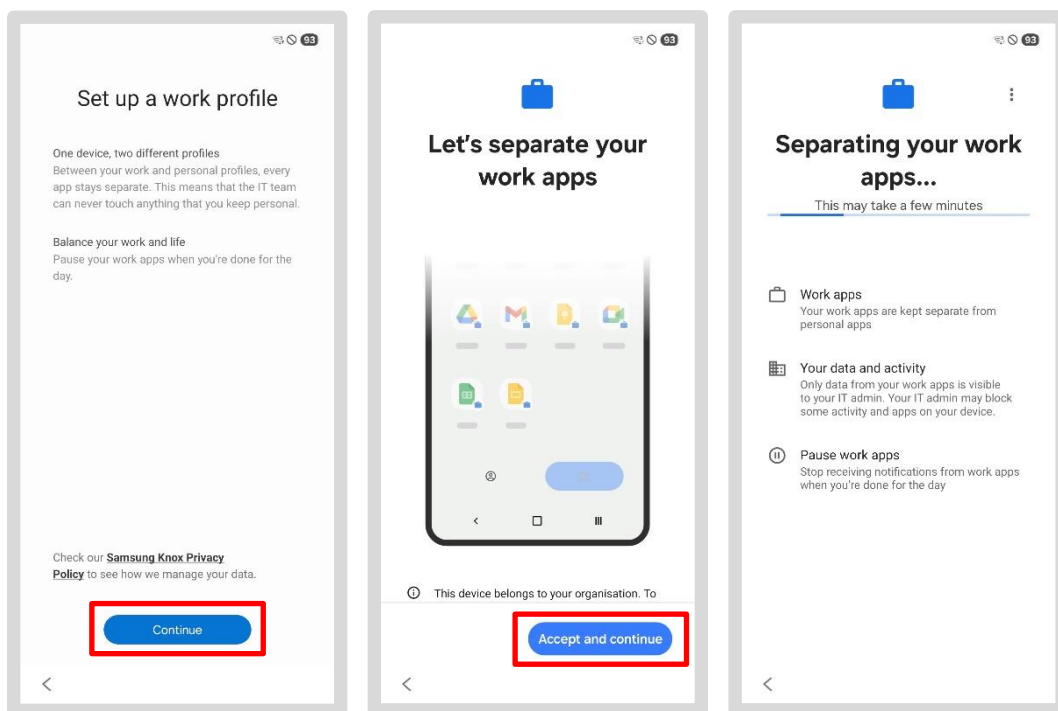 93
Set up a work profile
One device, two different profiles
Between your work and personal profiles, every
app stays separate. This means that the IT team
can never touch anything that you keep personal.
Balance your work and life
Pause your work apps when you're done for the
day.
Check our Samsung Knox Privacy
Policy to see how we manage your data.
Continue
93
Let's separate your
work apps
This device belongs to your organisation. To
Accept and continue
93
Separating your work
apps...
This may take a few minutes
Work apps
Your work apps are kept separate from
personal apps
Your data and activity
Only data from your work apps is visible
to your IT admin. Your IT admin may block
some activity and apps on your device.
Pause work apps
Stop receiving notifications from work apps
when you're done for the day